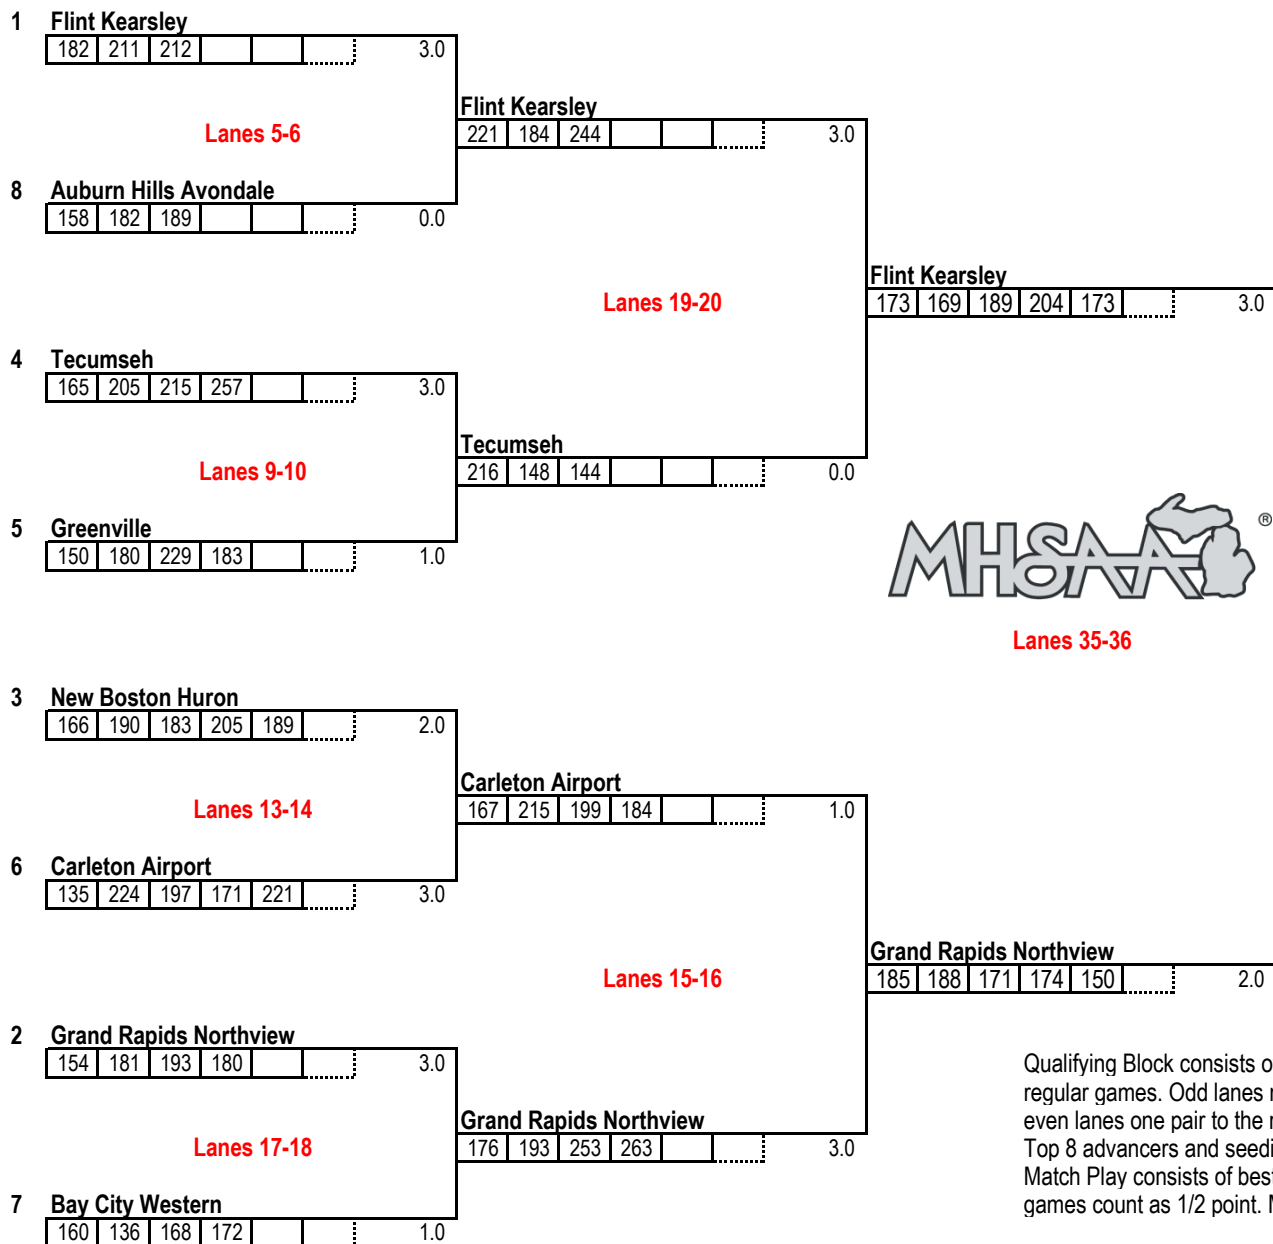 1 Flint Kearsley
182 211 212 3.0
Flint Kearsley
Lanes 5-6
221 184 244 3.0
8 Auburn Hills Avondale
158 182 189 0.0
Flint Kearsley
Lanes 19-20
173 169 189 204 173 3.0
4 Tecumseh
165 205 215 257 3.0
Tecumseh
Lanes 9-10
216 148 144 0.0
5 Greenville
150 180 229 183 1.0
MHSAA ®
Lanes 35-36
3 New Boston Huron
166 190 183 205 189 2.0
Carleton Airport
Lanes 13-14
167 215 199 184 1.0
6 Carleton Airport
135 224 197 171 221 3.0
Grand Rapids Northview
Lanes 15-16
185 188 171 174 150 2.0
2 Grand Rapids Northview
154 181 193 180 3.0
Grand Rapids Northview
Lanes 17-18
176 193 253 263 3.0
7 Bay City Western
160 136 168 172 1.0
Qualifying Block consists
regular games. Odd lanes
even lanes one pair to the
Top 8 advancers and
Match Play consists of
games count as 1/2 point.